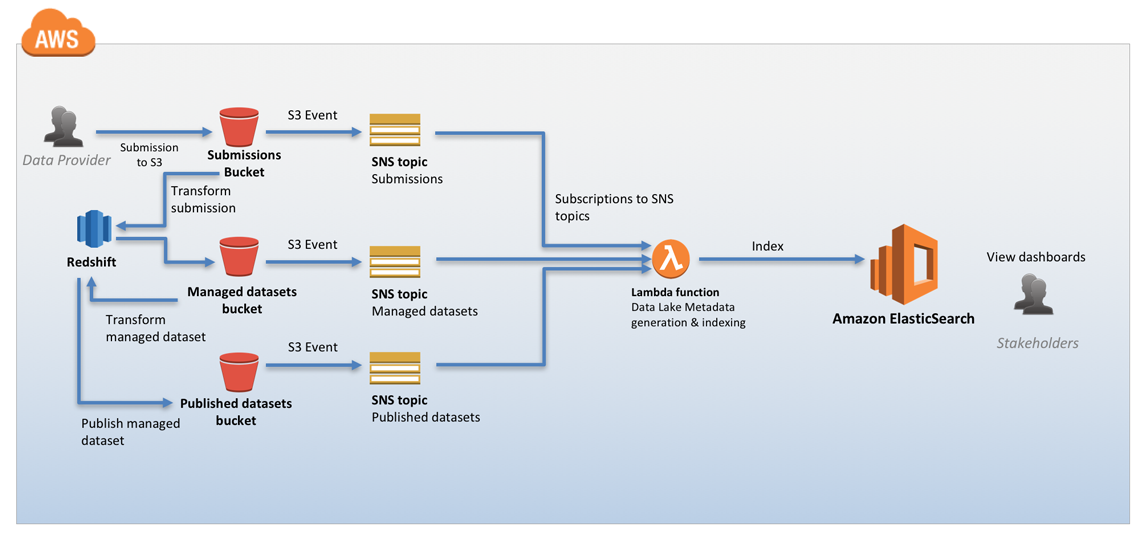 AWS
S3 Event
Submission
to S3
Data Provider
Submissions
Bucket
SNS topic
Submissions
Transform
submission
Subscriptions to SNS
topics
Redshift
S3 Event
Managed datasets
bucket
SNS topic
Managed datasets
Lambda function
Data Lake Metadata
generation & indexing
Index
Amazon ElasticSearch
View dashboards
Stakeholders
Transform
managed dataset
S3 Event
Published datasets
bucket
SNS topic
Published datasets
Publish managed
dataset